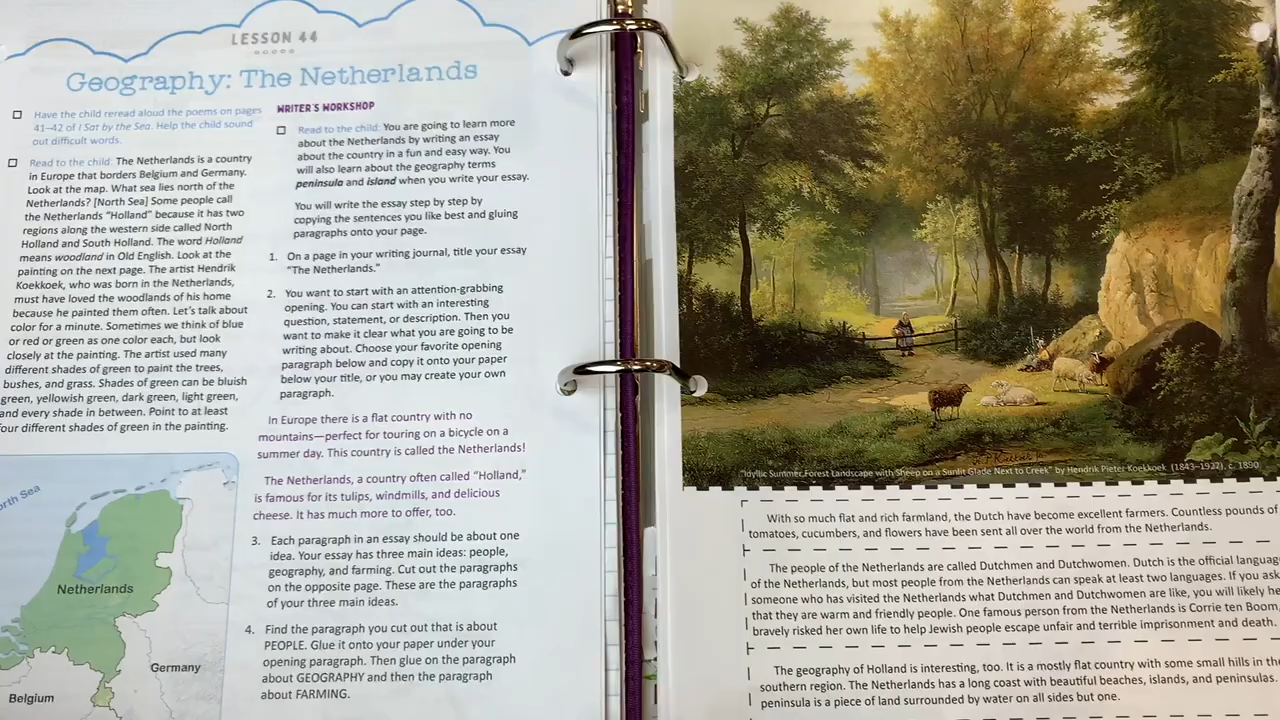 LESSON 44
Geography: The Netherlands
Have the child reread aloud the poems on pages
41–42 of I Sat by the Sea. Help the child sound
out difficult words.
Read to the child: The Netherlands is a country
in Europe that borders Belgium and Germany.
Look at the map. What sea lies north of the
Netherlands? [North Sea] Some people call
the Netherlands “Holland” because it has two
regions along the western side called North
Holland and South Holland. The word Holland
means woodland in Old English. Look at the
painting on the next page. The artist Hendrik
Koekkoek, who was born in the Netherlands,
must have loved the woodlands of his home
because he painted them often. Let's talk about
color for a minute. Sometimes we think of blue
or red or green as one color each, but look
closely at the painting. The artist used many
different shades of green to paint the trees,
bushes, and grass. Shades of green can be bluish
green, yellowish green, dark green, light green,
and every shade in between. Point to at least
four different shades of green in the painting.
North Sea
Netherlands
Germany
Belgium
WRITER'S WORKSHOP
Read to the child: You are going to learn more
about the Netherlands by writing an essay
about the country in a fun and easy way. You
will also learn about the geography terms
peninsula and island when you write your essay.
You will write the essay step by step by
copying the sentences you like best and gluing
paragraphs onto your page.
1. On a page in your writing journal, title your essay
“The Netherlands.”
2. You want to start with an attention-grabbing
opening. You can start with an interesting
question, statement, or description. Then you
want to make it clear what you are going to be
writing about. Choose your favorite opening
paragraph below and copy it onto your paper
below your title, or you may create your own
paragraph.
In Europe there is a flat country with no
mountains—perfect for touring on a bicycle on a
summer day. This country is called the Netherlands!
The Netherlands, a country often called “Holland,”
is famous for its tulips, windmills, and delicious
cheese. It has much more to offer, too.
3. Each paragraph in an essay should be about one
idea. Your essay has three main ideas: people,
geography, and farming. Cut out the paragraphs
on the opposite page. These are the paragraphs
of your three main ideas.
4. Find the paragraph you cut out that is about
PEOPLE. Glue it onto your paper under your
opening paragraph. Then glue on the paragraph
about GEOGRAPHY and then the paragraph
about FARMING.
"Idyllic Summer Forest Landscape with Sheep on a Sunlit Glade Next to Creek" by Hendrik Pieter Koekkoek (1843–1927), c. 1890
With so much flat and rich farmland, the Dutch have become excellent farmers. Countless pounds of
tomatoes, cucumbers, and flowers have been sent all over the world from the Netherlands.
The people of the Netherlands are called Dutchmen and Dutchwomen. Dutch is the official language
of the Netherlands, but most people from the Netherlands can speak at least two languages. If you ask
someone who has visited the Netherlands what Dutchmen and Dutchwomen are like, you will likely
that they are warm and friendly people. One famous person from the Netherlands is Corrie ten Boom
bravely risked her own life to help Jewish people escape unfair and terrible imprisonment and death.
The geography of Holland is interesting, too. It is a mostly flat country with some small hills in the
southern region. The Netherlands has a long coast with beautiful beaches, islands, and peninsulas.
peninsula is a piece of land surrounded by water on all sides but one.